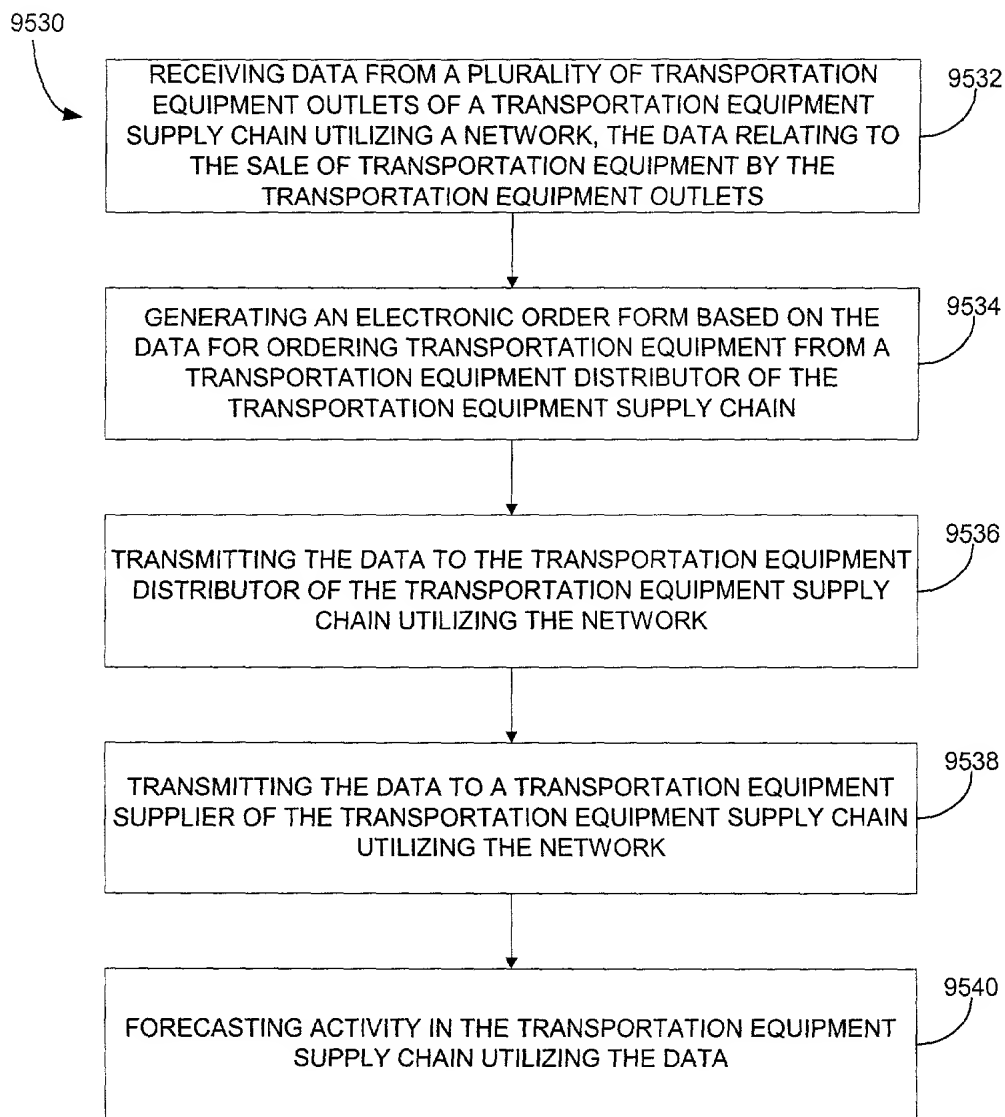 9530
RECEIVING DATA FROM A PLURALITY OF TRANSPORTATION
EQUIPMENT OUTLETS OF A TRANSPORTATION EQUIPMENT
SUPPLY CHAIN UTILIZING A NETWORK, THE DATA RELATING TO
THE SALE OF TRANSPORTATION EQUIPMENT BY THE
TRANSPORTATION EQUIPMENT OUTLETS
9532
GENERATING AN ELECTRONIC ORDER FORM BASED ON THE
DATA FOR ORDERING TRANSPORTATION EQUIPMENT FROM A
TRANSPORTATION EQUIPMENT DISTRIBUTOR OF THE
TRANSPORTATION EQUIPMENT SUPPLY CHAIN
9534
TRANSMITTING THE DATA TO THE TRANSPORTATION EQUIPMENT
DISTRIBUTOR OF THE TRANSPORTATION EQUIPMENT SUPPLY
CHAIN UTILIZING THE NETWORK
9536
TRANSMITTING THE DATA TO A TRANSPORTATION EQUIPMENT
SUPPLIER OF THE TRANSPORTATION EQUIPMENT SUPPLY CHAIN
UTILIZING THE NETWORK
9538
FORECASTING ACTIVITY IN THE TRANSPORTATION EQUIPMENT
SUPPLY CHAIN UTILIZING THE DATA
9540